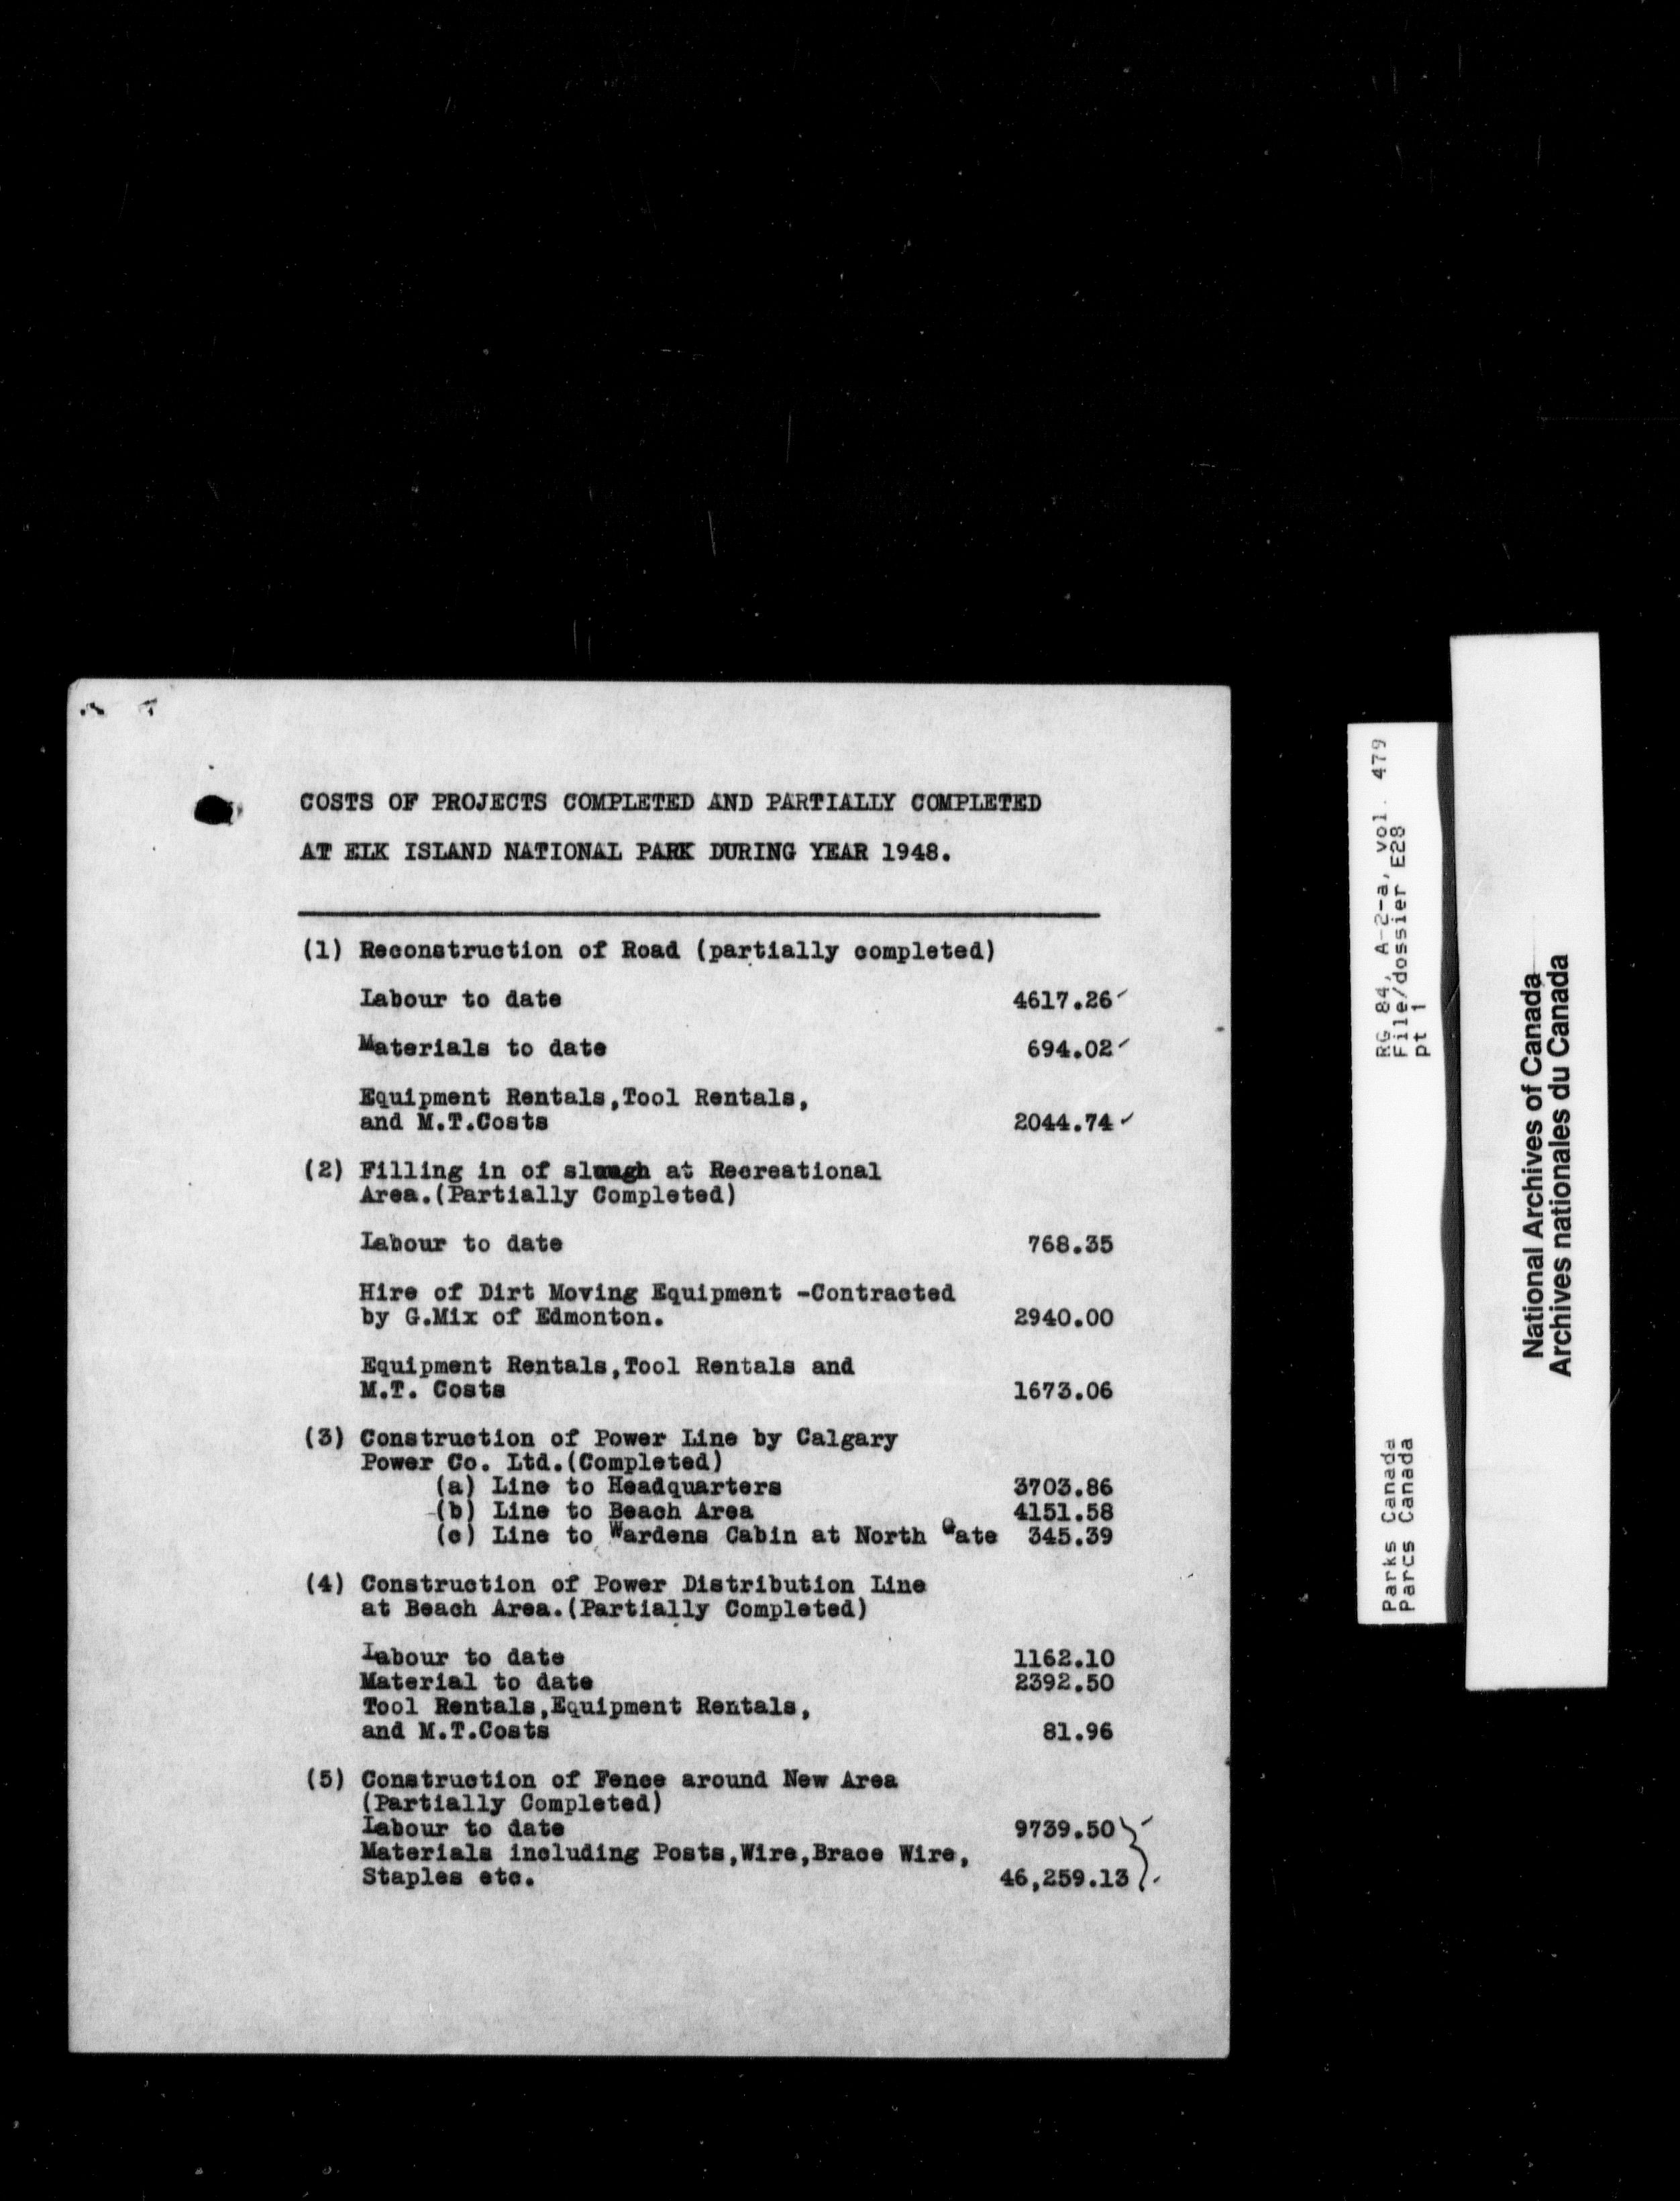 COSTS OF PROJECTS COMPLETED AND PARTIALLY COMPLETED
AT ELK ISLAND NATIONAL PARK DURING YEAR 1948.
(1) Reconstruction of Road (partially completed)
Labour to date 4617.26✓
Materials to date 694.02✓
Equipment Rentals,Tool Rentals,
and M.T.Costs 2044.74✓
(2) Filling in of slough at Recreational
Area.(Partially Completed)
Labour to date 768.35
Hire of Dirt Moving Equipment -Contracted
by G.Mix of Edmonton. 2940.00
Equipment Rentals,Tool Rentals and
M.T. Costs 1673.06
(3) Construction of Power Line by Calgary
Power Co. Ltd.(Completed)
(a) Line to Headquarters 3703.86
(b) Line to Beach Area 4151.58
(c) Line to Wardens Cabin at North Gate 345.39
(4) Construction of Power Distribution Line
at Beach Area.(Partially Completed)
Labour to date 1162.10
Material to date 2392.50
Tool Rentals,Equipment Rentals,
and M.T.Costs 81.96
(5) Construction of Fence around New Area
(Partially Completed)
Labour to date 9739.50
Materials including Posts,Wire,Brace Wire,
Staples etc. 46,259.13
RG 84, A-2-a, vol. 479
File/dossier E28
pt 1
Parks Canada
Parcs Canada
National Archives of Canada
Archives nationales du Canada